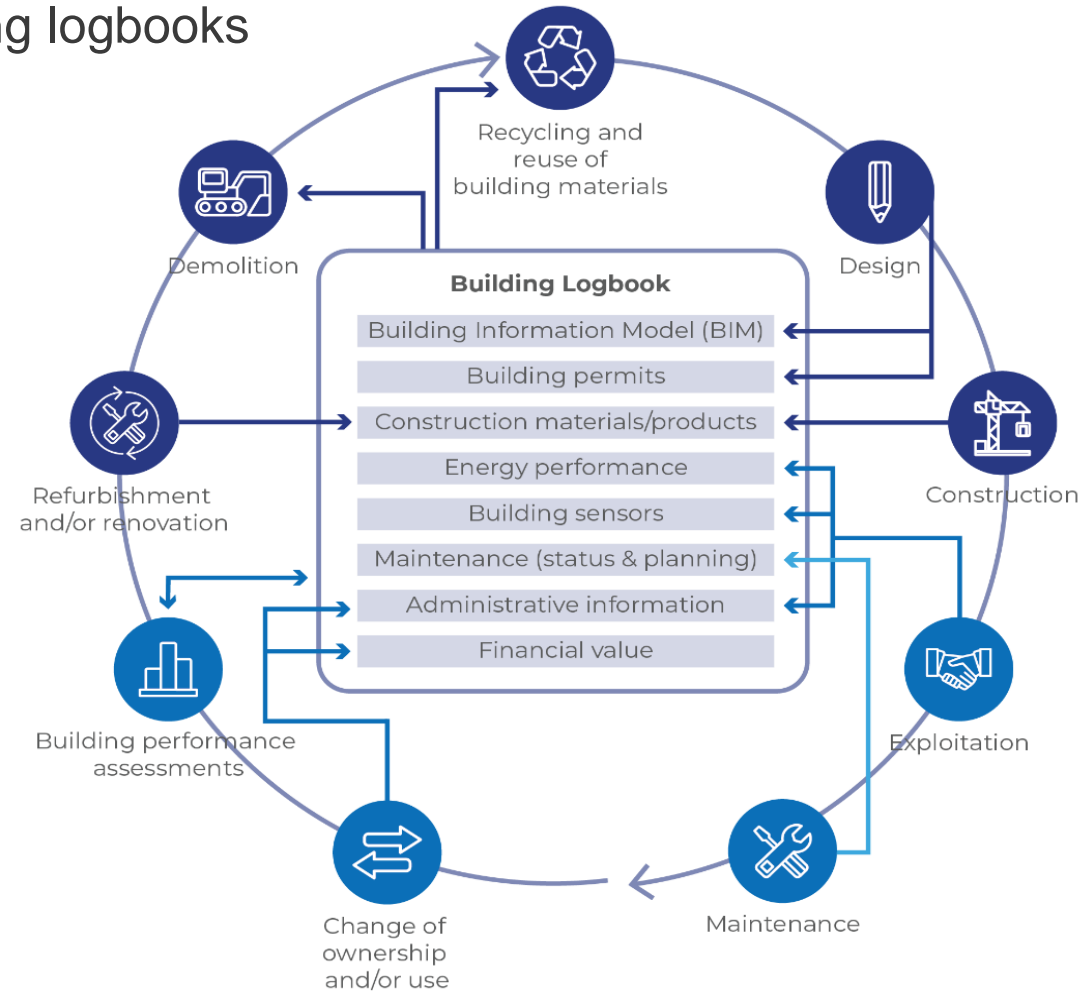 logbooks
Recycling and
reuse of
building materials
Demolition
Design
Building Logbook
Building Information Model (BIM)
Building permits
Construction materials/products
Energy performance
Building sensors
Maintenance (status & planning)
Administrative information
Financial value
Refurbishment
and/or renovation
Construction
Building performance
assessments
Exploitation
Change of
ownership
and/or use
Maintenance